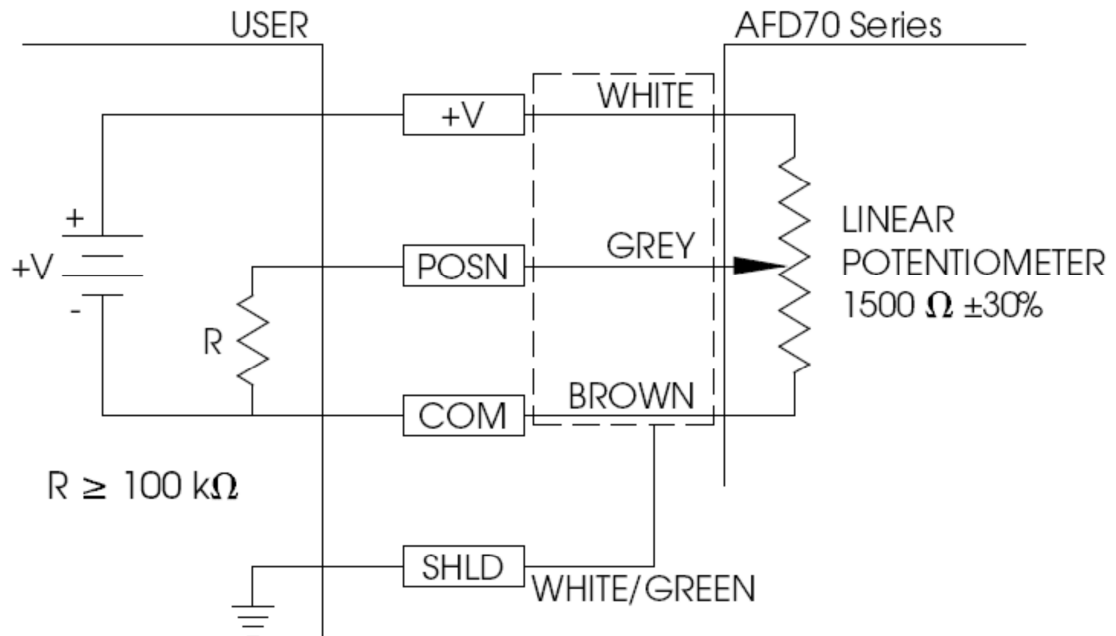 USER
AFD70 Series
+V
WHITE
+
+V
-
POSN
GREY
LINEAR
POTENTIOMETER
1500 Ω ±30%
R
COM
BROWN
R ≥ 100 kΩ
SHLD
WHITE/GREEN